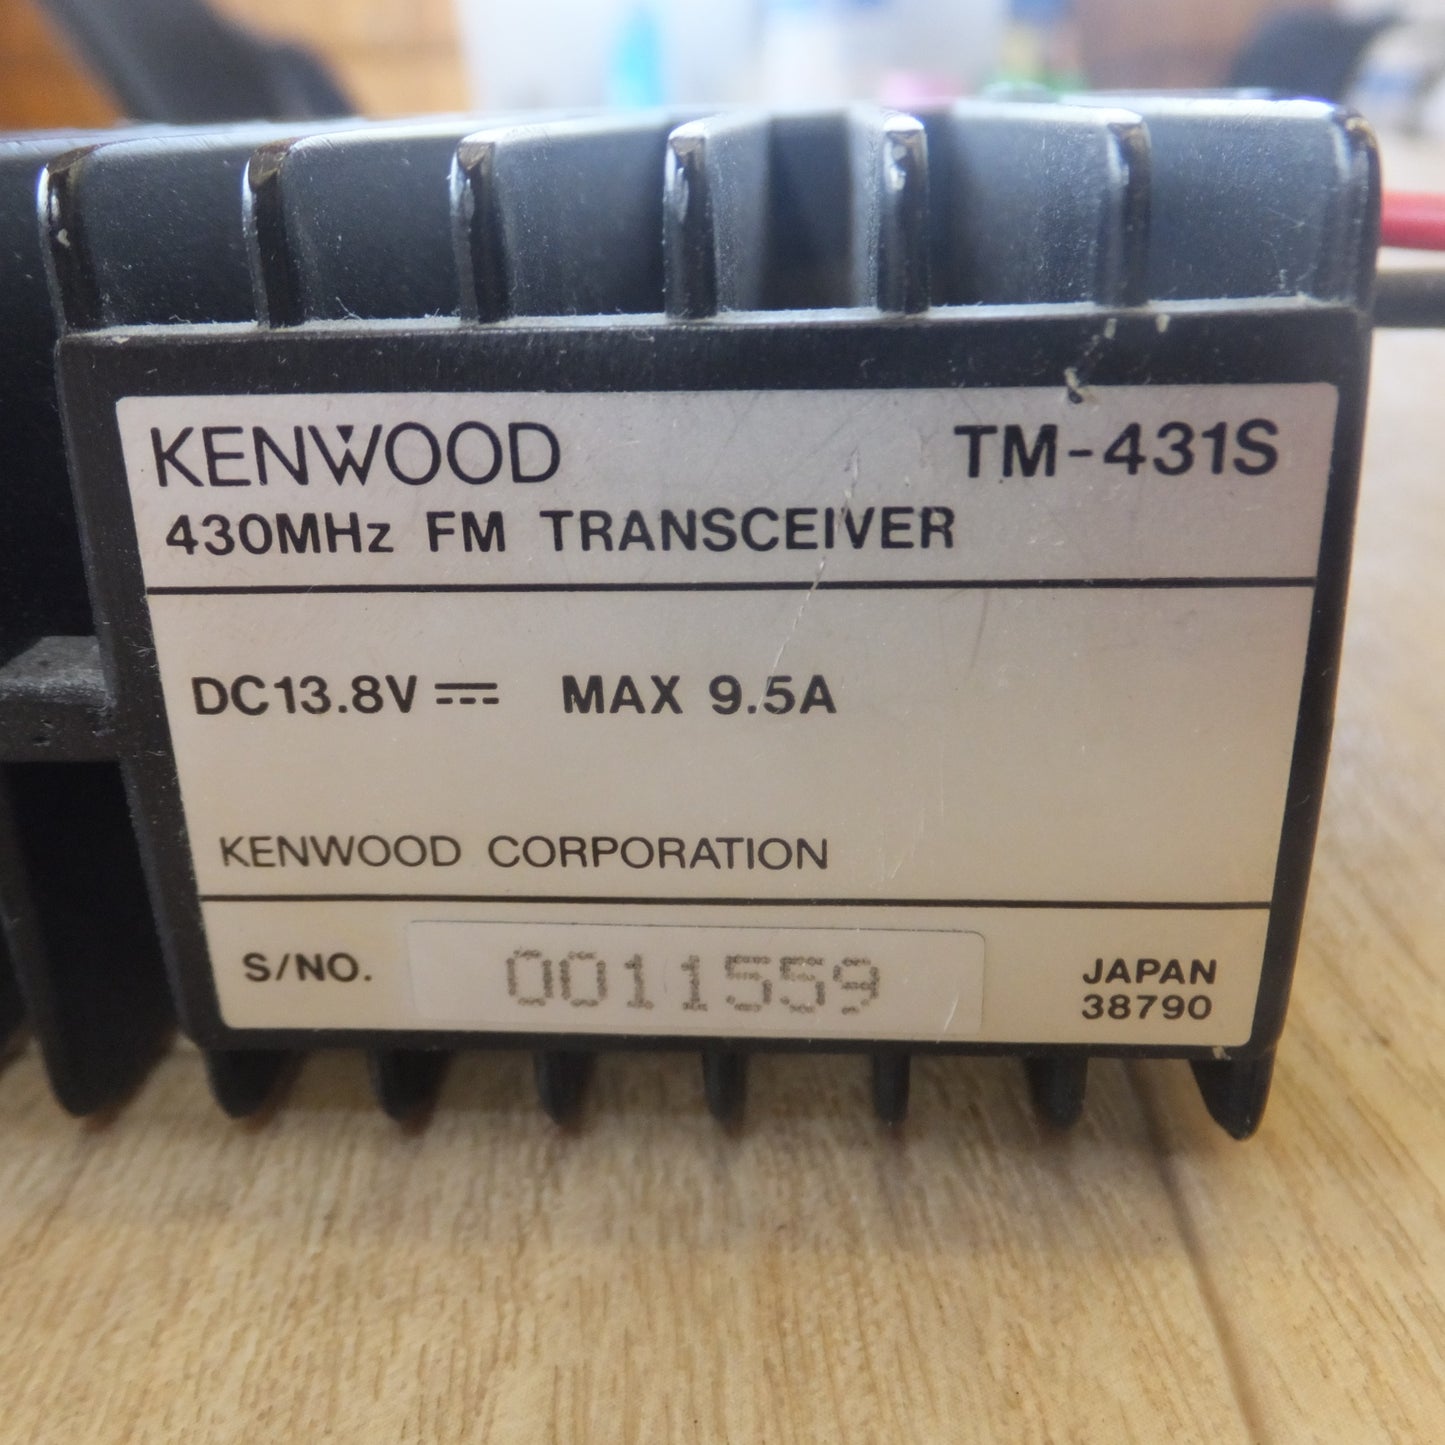 KENWOOD TM-431S
430MHz FM TRANSCEIVER
DC13.8V ⎓ MAX 9.5A
KENWOOD CORPORATION
S/NO. 0011559 JAPAN
38790